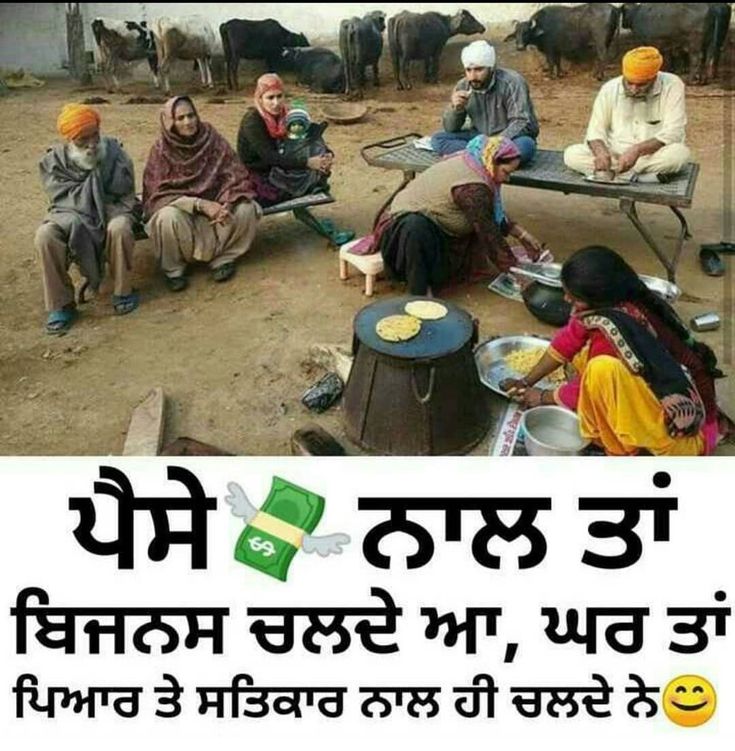 ਪੈਸੇ💸ਨਾਲ ਤਾਂ
ਬਿਜਨਸ ਚਲਦੇ ਆ, ਘਰ ਤਾਂ
ਪਿਆਰ ਤੇ ਸਤਿਕਾਰ ਨਾਲ ਹੀ ਚਲਦੇ ਨੇ😊